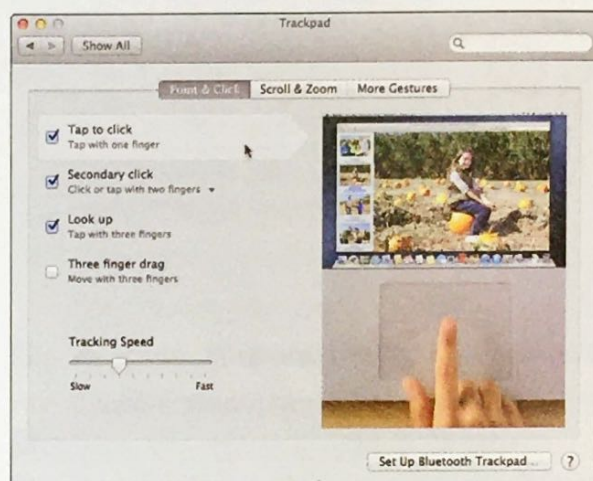 Trackpad
Show All
Point & Click Scroll & Zoom More Gestures
Tap to click
Tap with one finger
Secondary click
Click or tap with two fingers
Look up
Tap with three fingers
Three finger drag
Move with three fingers
Tracking Speed
Slow Fast
Set Up Bluetooth Trackpad... ?